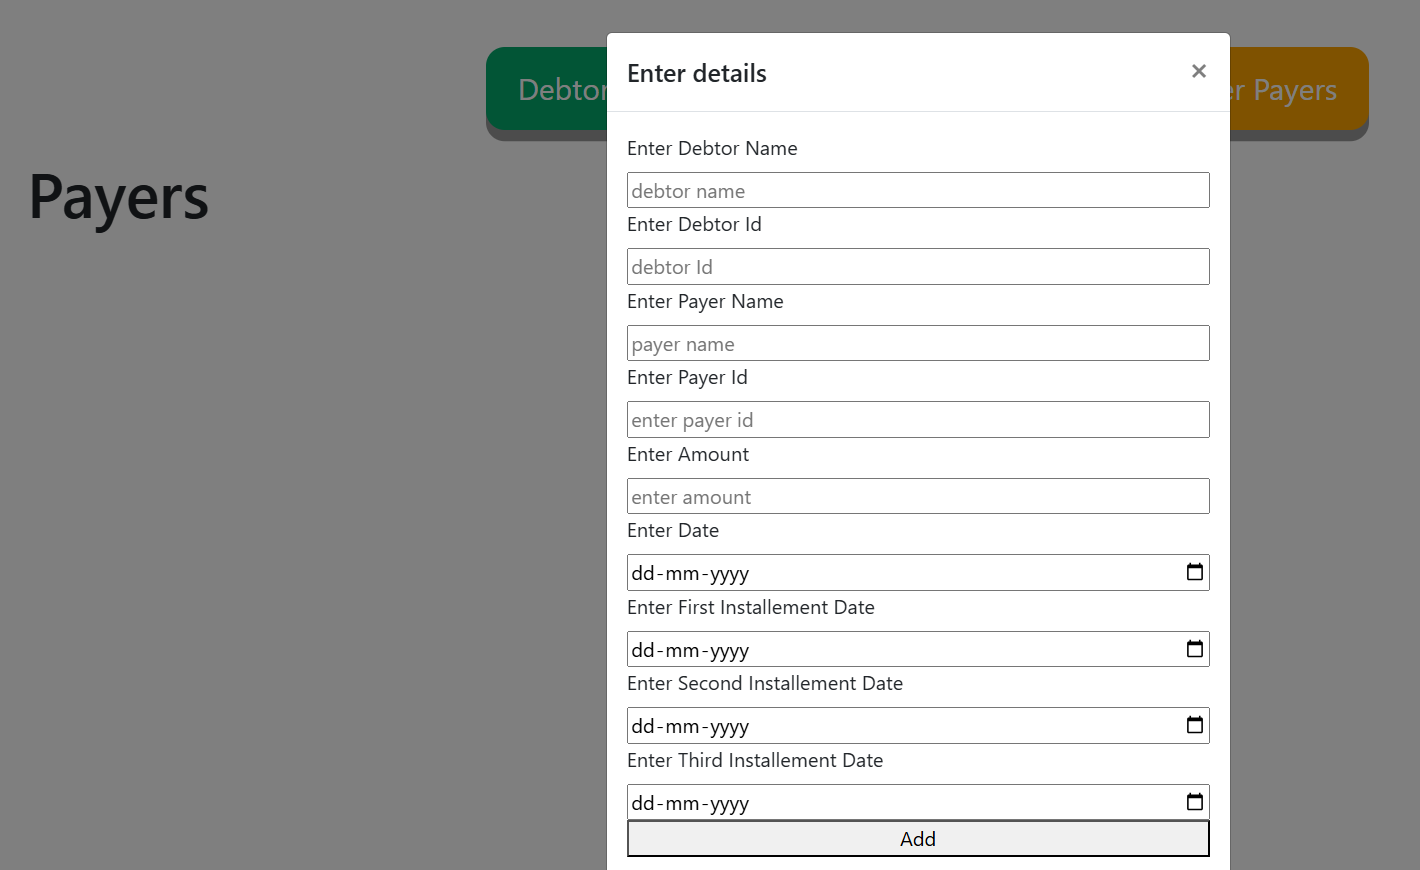 Debtor
er Payers
Payers
Enter details
×
Enter Debtor Name
debtor name
Enter Debtor Id
debtor Id
Enter Payer Name
payer name
Enter Payer Id
enter payer id
Enter Amount
enter amount
Enter Date
dd-mm-yyyy
Enter First Installement Date
dd-mm-yyyy
Enter Second Installement Date
dd-mm-yyyy
Enter Third Installement Date
dd-mm-yyyy
Add